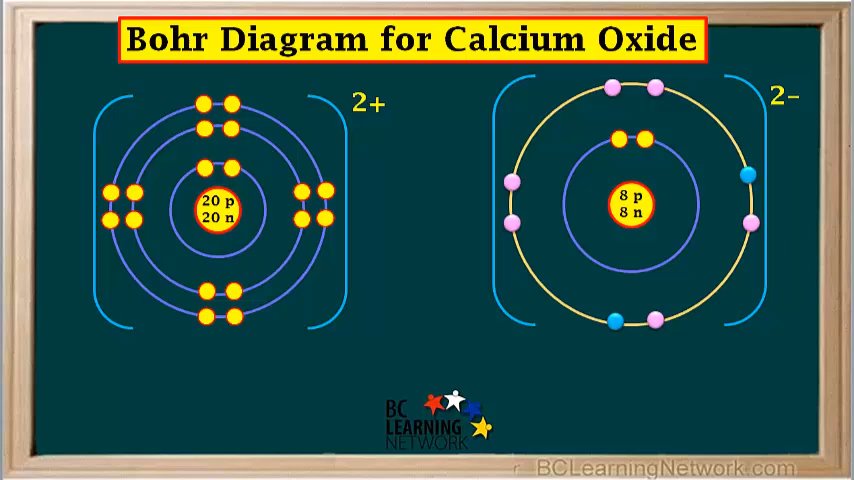 Bohr Diagram for Calcium Oxide
2+
2−
20 p
20 n
8 p
8 n
BC
LEARNING
NETWORK
BCLearningNetwork.com